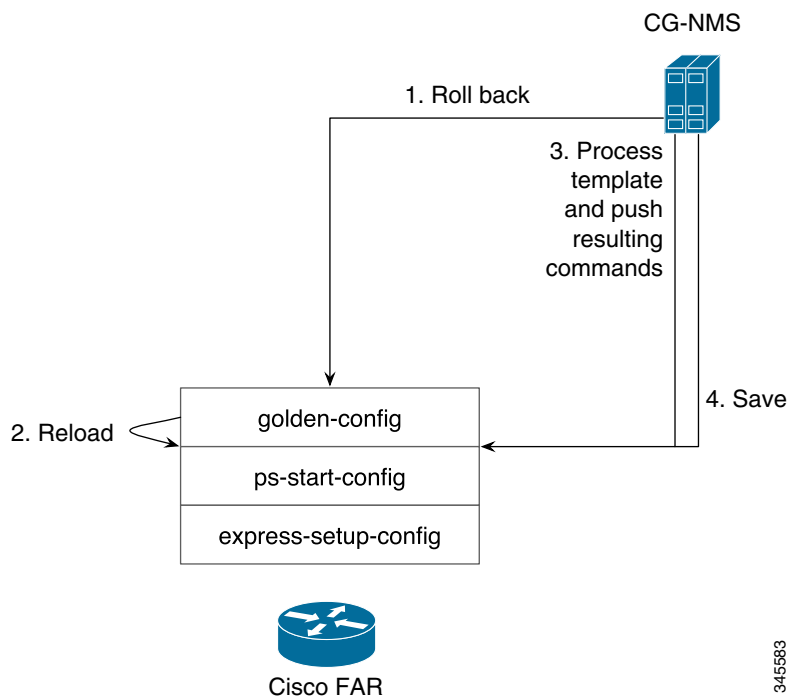 CG-NMS
1. Roll back
3. Process
template
and push
resulting
commands
4. Save
golden-config
2. Reload
ps-start-config
express-setup-config
Cisco FAR
345583